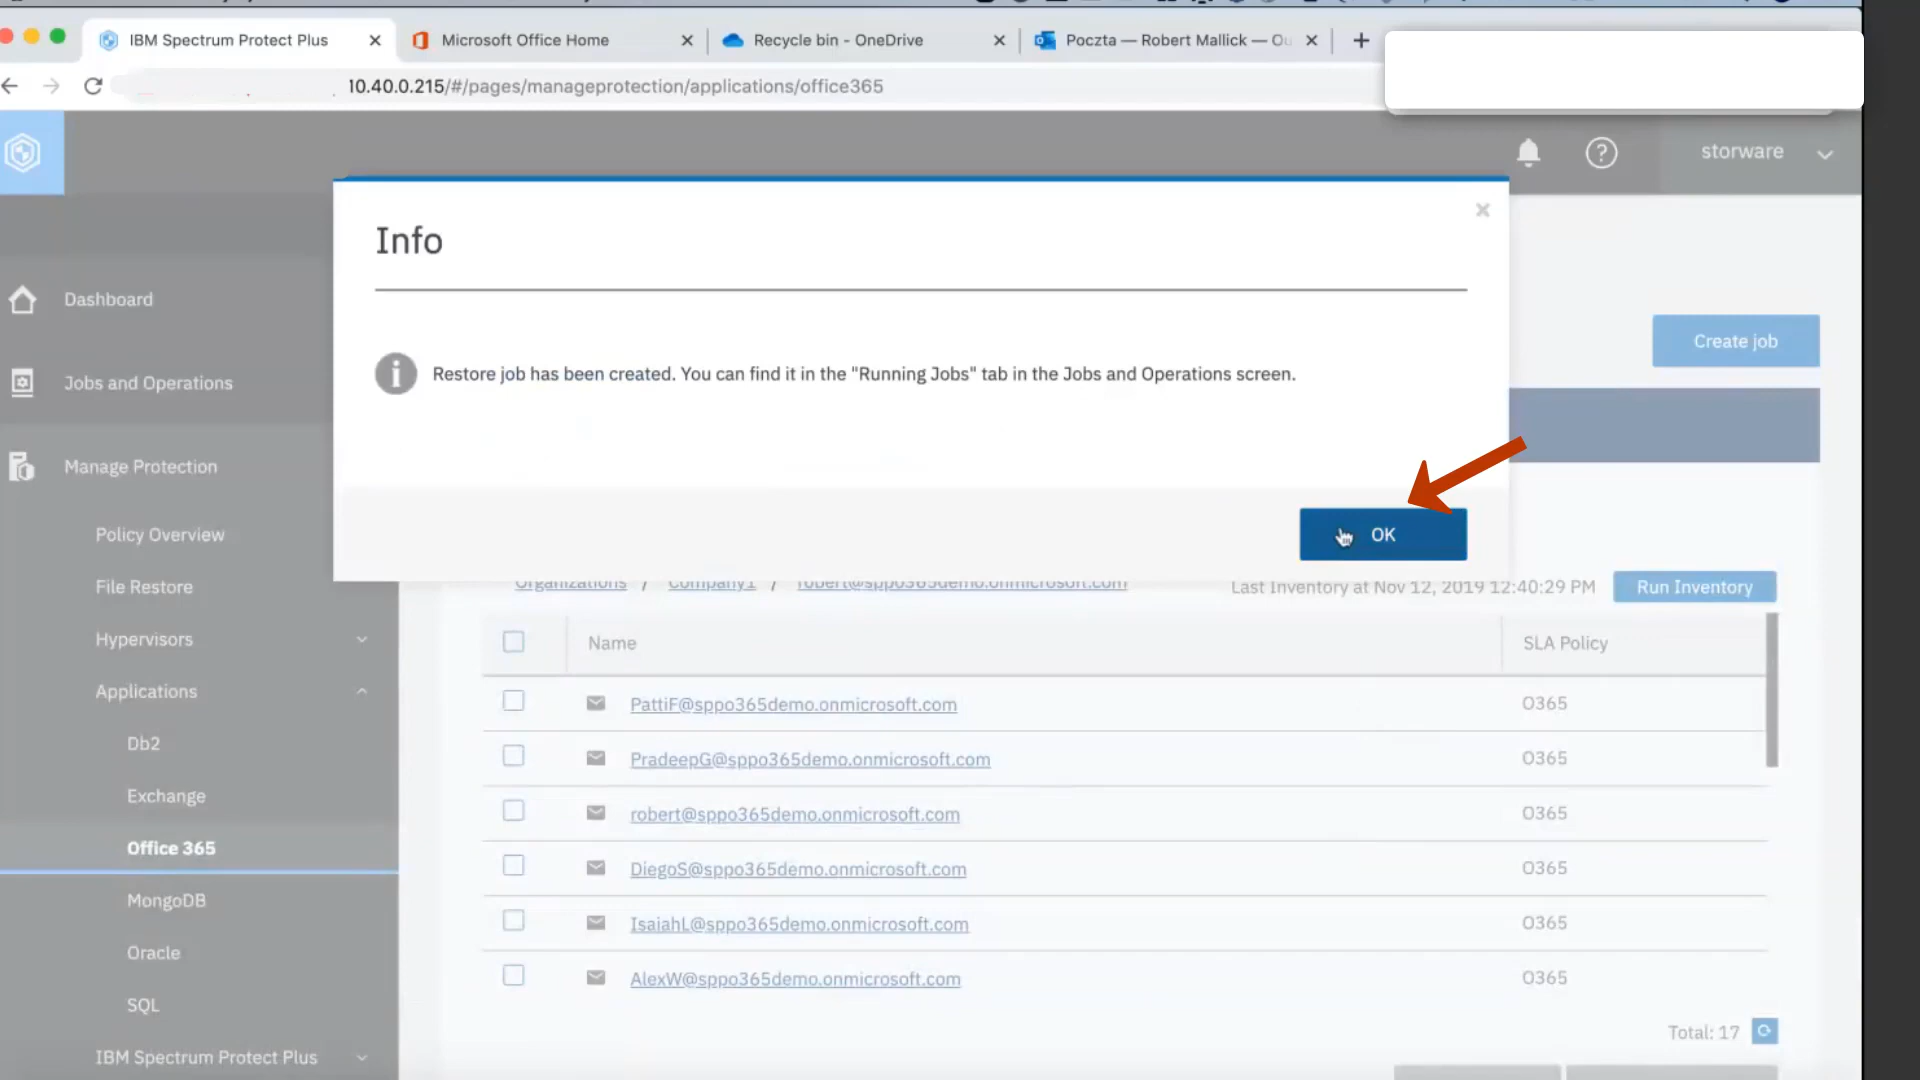 IBM Spectrum Protect Plus
Microsoft Office Home
Recycle bin - OneDrive
Poczta — Robert Mallick — Ou
10.40.0.215/#/pages/manageprotection/applications/office365
storware
Info
Restore job has been created. You can find it in the "Running Jobs" tab in the Jobs and Operations screen.
OK
Dashboard
Jobs and Operations
Manage Protection
Policy Overview
File Restore
Hypervisors
Applications
Db2
Exchange
Office 365
MongoDB
Oracle
SQL
IBM Spectrum Protect Plus
Create job
Organizations / Company1 / robert@sppo365demo.onmicrosoft.com
Last Inventory at Nov 12, 2019 12:40:29 PM
Run Inventory
Name SLA Policy
PattiF@sppo365demo.onmicrosoft.com O365
PradeepG@sppo365demo.onmicrosoft.com O365
robert@sppo365demo.onmicrosoft.com O365
DiegoS@sppo365demo.onmicrosoft.com O365
IsaiahL@sppo365demo.onmicrosoft.com O365
AlexW@sppo365demo.onmicrosoft.com O365
Total: 17